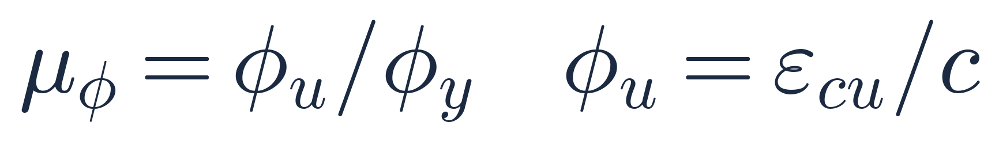 μ_ϕ = ϕ_u/ϕ_y  ϕ_u = ε_cu/c